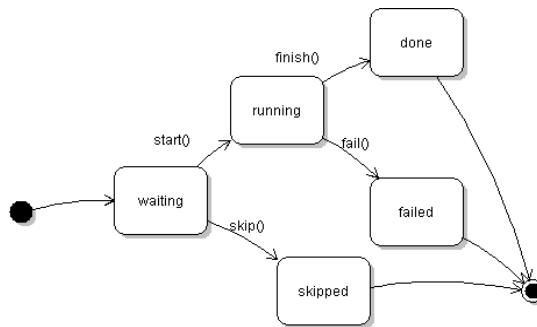 done
finish()
running
start()
fail()
waiting
failed
skip()
skipped